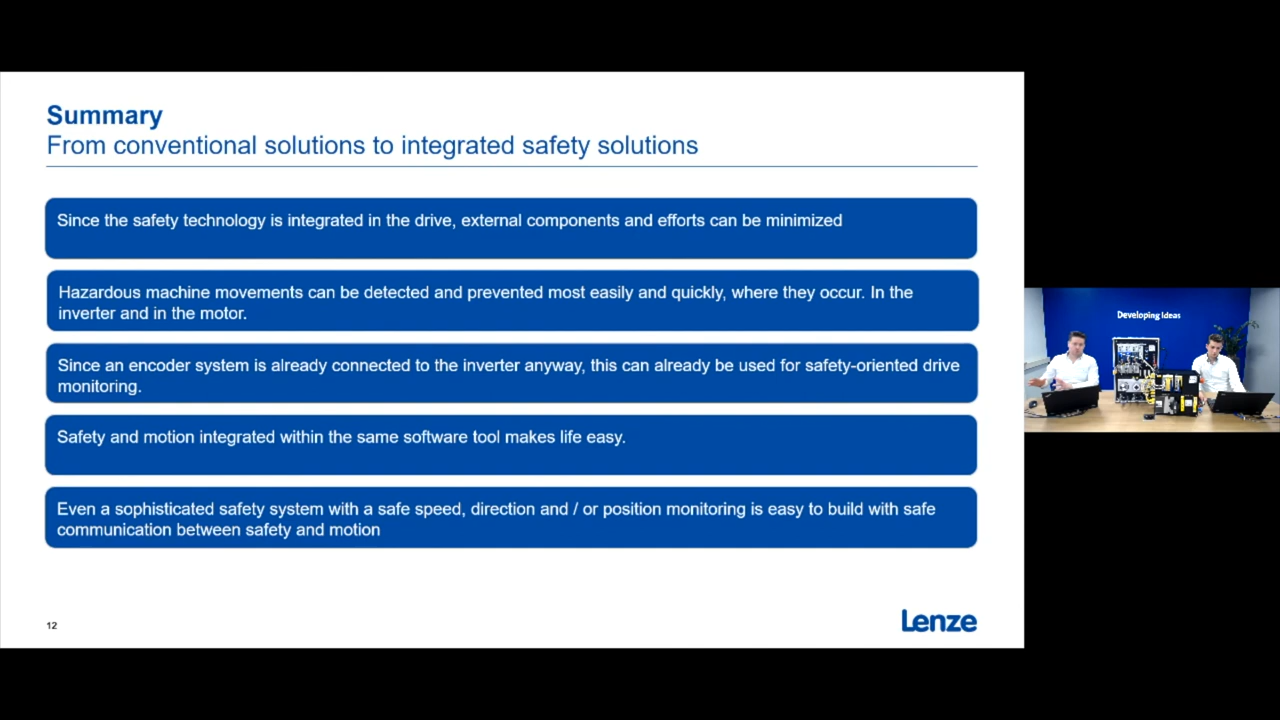 Summary
From conventional solutions to integrated safety solutions
Since the safety technology is integrated in the drive, external components and efforts can be minimized
Hazardous machine movements can be detected and prevented most easily and quickly, where they occur. In the
inverter and in the motor.
Since an encoder system is already connected to the inverter anyway, this can already be used for safety-oriented drive
monitoring.
Safety and motion integrated within the same software tool makes life easy.
Even a sophisticated safety system with a safe speed, direction and / or position monitoring is easy to build with safe
communication between safety and motion
12
Lenze
Developing Ideas